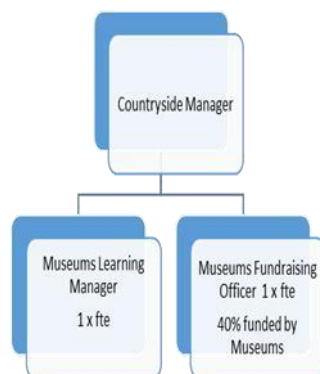 Countryside Manager
Museums Learning
Manager
1 x fte
Museums Fundraising
Officer 1 x fte
40% funded by
Museums